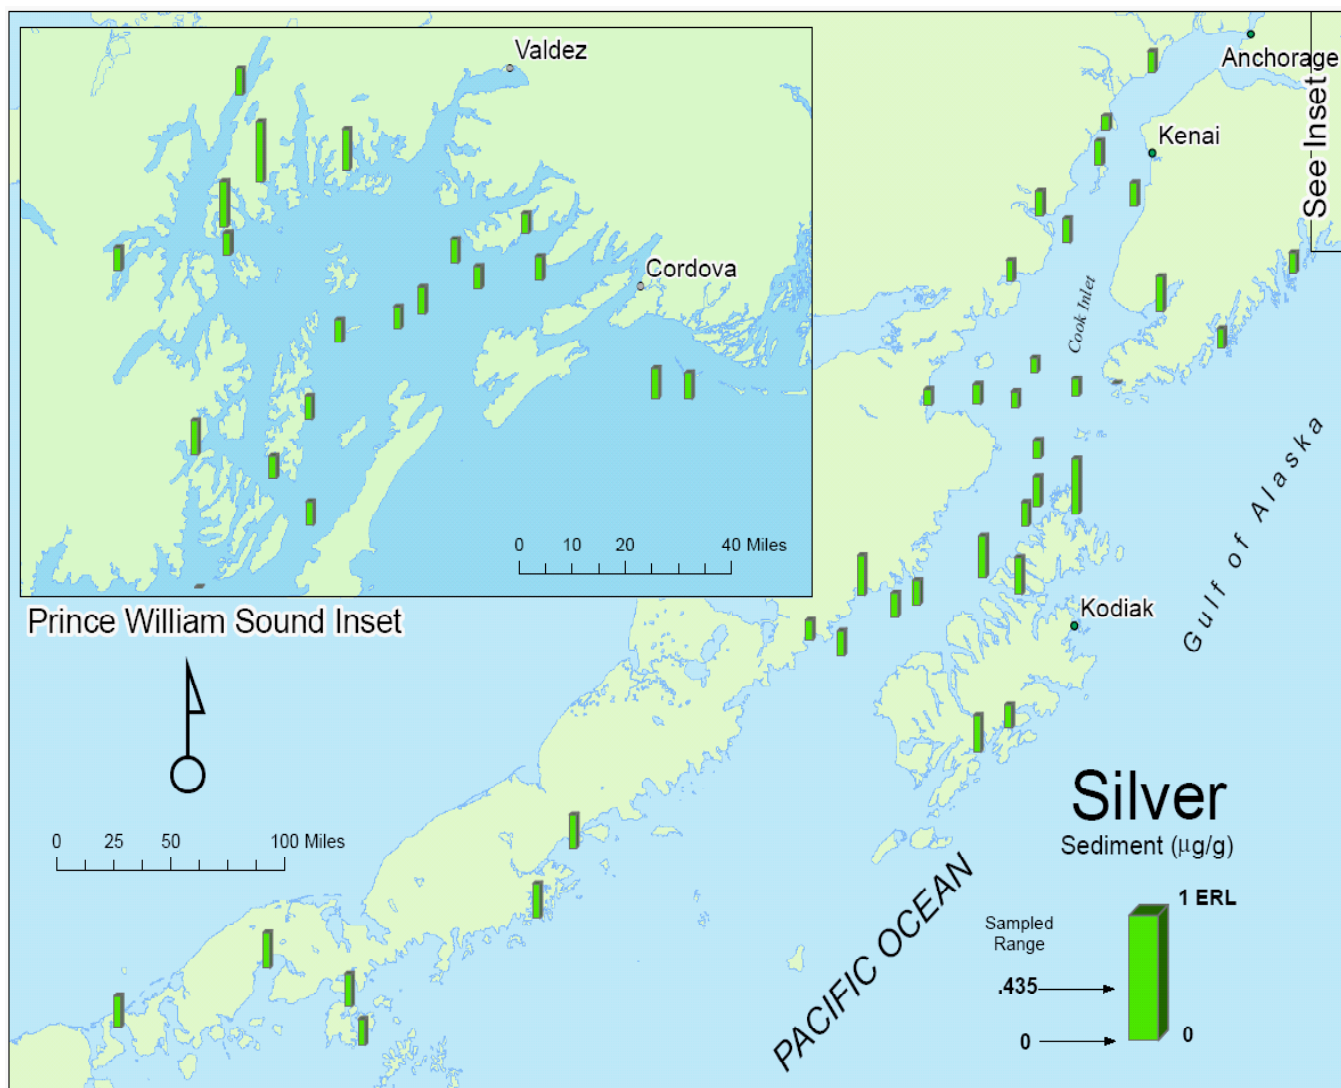 Valdez
Anchorage
See Inset
Kenai
Cordova
Cook Inlet
0 10 20 40 Miles
Gulf of Alaska
Prince William Sound Inset
Kodiak
0 25 50 100 Miles
Silver
Sediment (µg/g)
PACIFIC OCEAN
1 ERL
Sampled
Range
.435
0
0